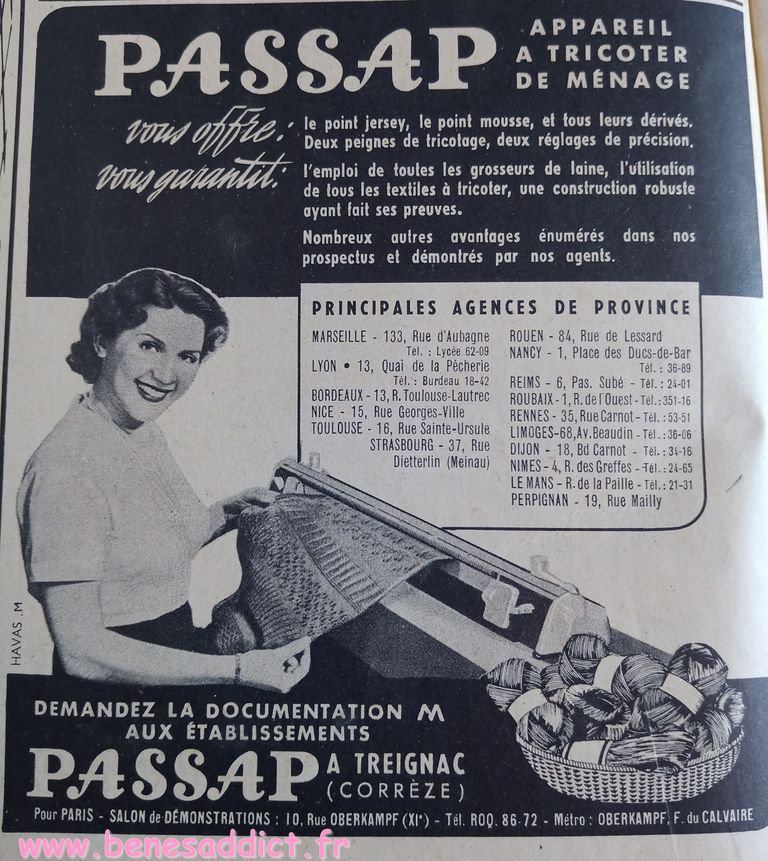 PASSAP
APPAREIL
A TRICOTER
DE MÉNAGE
vous offre :
le point jersey, le point mousse, et tous leurs dérivés.
Deux peignes de tricotage, deux réglages de précision.
vous garantit :
l'emploi de toutes les grosseurs de laine, l'utilisation
de tous les textiles à tricoter, une construction robuste
ayant fait ses preuves.
Nombreux autres avantages énumérés dans nos
prospectus et démontrés par nos agents.
PRINCIPALES AGENCES DE PROVINCE
MARSEILLE - 133, Rue d'Aubagne
Tél. : Lycée 62-09
LYON • 13, Quai de la Pêcherie
Tél. : Burdeau 18-42
BORDEAUX - 13, R. Toulouse-Lautrec
NICE - 15, Rue Georges-Ville
TOULOUSE - 16, Rue Sainte-Ursule
STRASBOURG - 37, Rue
Dietterlin (Meinau)
ROUEN - 84, Rue de Lessard
NANCY - 1, Place des Ducs-de-Bar
Tél. : 36-89
REIMS - 6, Pas. Subé - Tél. : 24-01
ROUBAIX - 1, R. de l'Ouest - Tél. : 351-16
RENNES - 35, Rue Carnot - Tél. : 53-51
LIMOGES - 68, Av. Beaudin - Tél. : 36-06
DIJON - 18, Bd Carnot - Tél. : 34-16
NIMES - 4, R. des Greffes - Tél. : 24-65
LE MANS - R. de la Paille - Tél. : 21-31
PERPIGNAN - 19, Rue Mailly
HAVAS .M
DEMANDEZ LA DOCUMENTATION M
AUX ÉTABLISSEMENTS
PASSAP
A TREIGNAC
(CORRÈZE)
Pour PARIS - SALON de DÉMONSTRATIONS : 10, Rue OBERKAMPF (XIe) - Tél. ROQ. 86-72 - Métro : OBERKAMPF. F. du CALVAIRE
www.benesaddict.fr